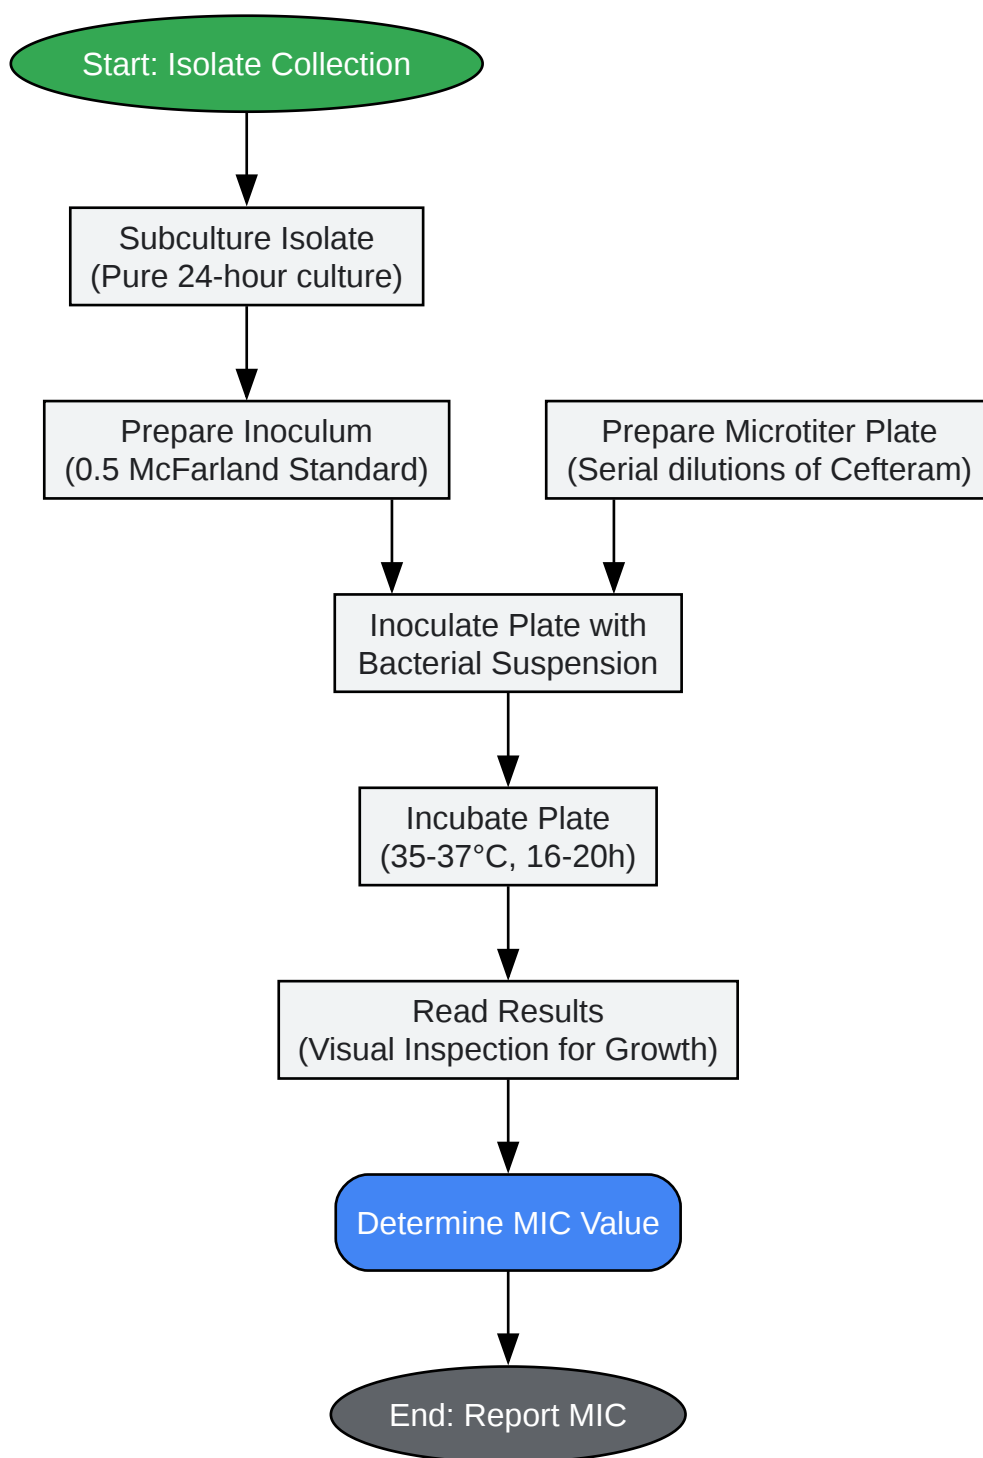 Start: Isolate Collection
Subculture Isolate
(Pure 24-hour culture)
Prepare Inoculum
(0.5 McFarland Standard)
Prepare Microtiter Plate
(Serial dilutions of Cefteram)
Inoculate Plate with
Bacterial Suspension
Incubate Plate
(35-37°C, 16-20h)
Read Results
(Visual Inspection for Growth)
Determine MIC Value
End: Report MIC